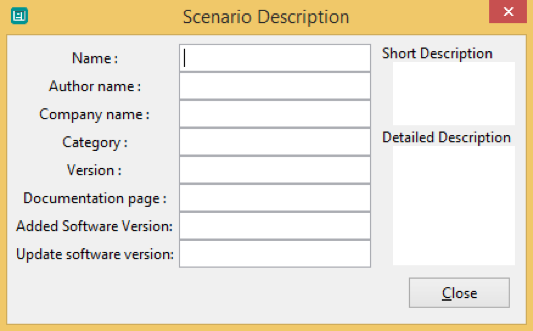 Scenario Description
Name :
Author name :
Company name :
Category :
Version :
Documentation page :
Added Software Version:
Update software version:
Short Description
Detailed Description
Close